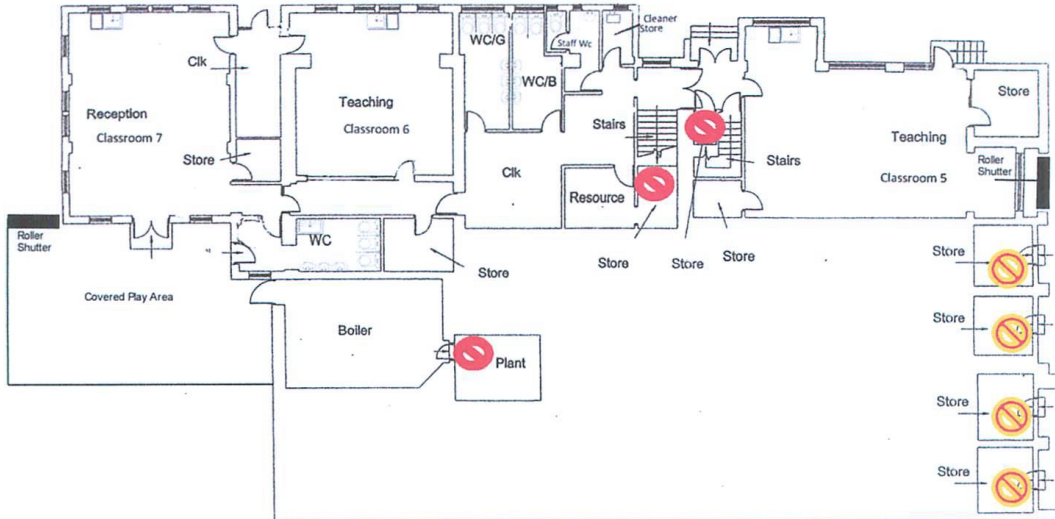 Cleaner
Store
WC/G
Staff Wc
WC/B
Clk
Reception
Classroom 7
Teaching
Classroom 6
Stairs
Store
Teaching
Classroom 5
Store
Clk
Stairs
Roller
Shutter
Resource
Roller
Shutter
WC
Store
Store
Store
Store
Covered Play Area
Boiler
Plant
Store
Store
Store
Store